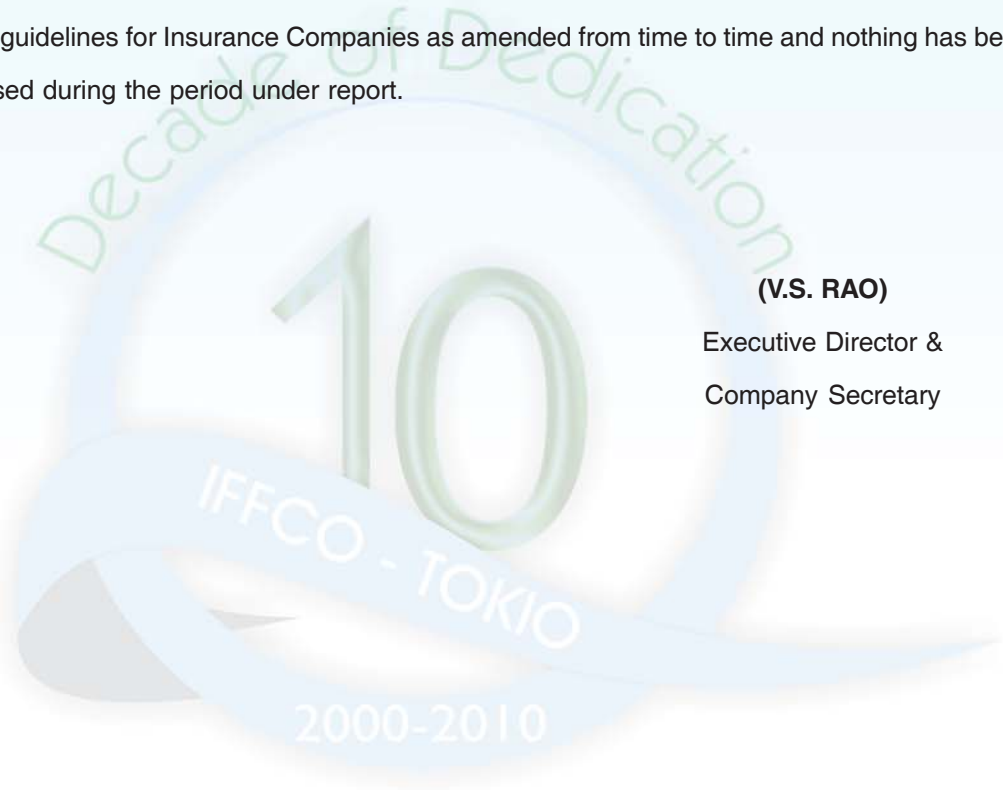 guidelines for Insurance Companies as amended from time to time and nothing has be
sed during the period under report.
Decade of Dedication
10
(V.S. RAO)
Executive Director &
Company Secretary
IFFCO - TOKIO
2000-2010